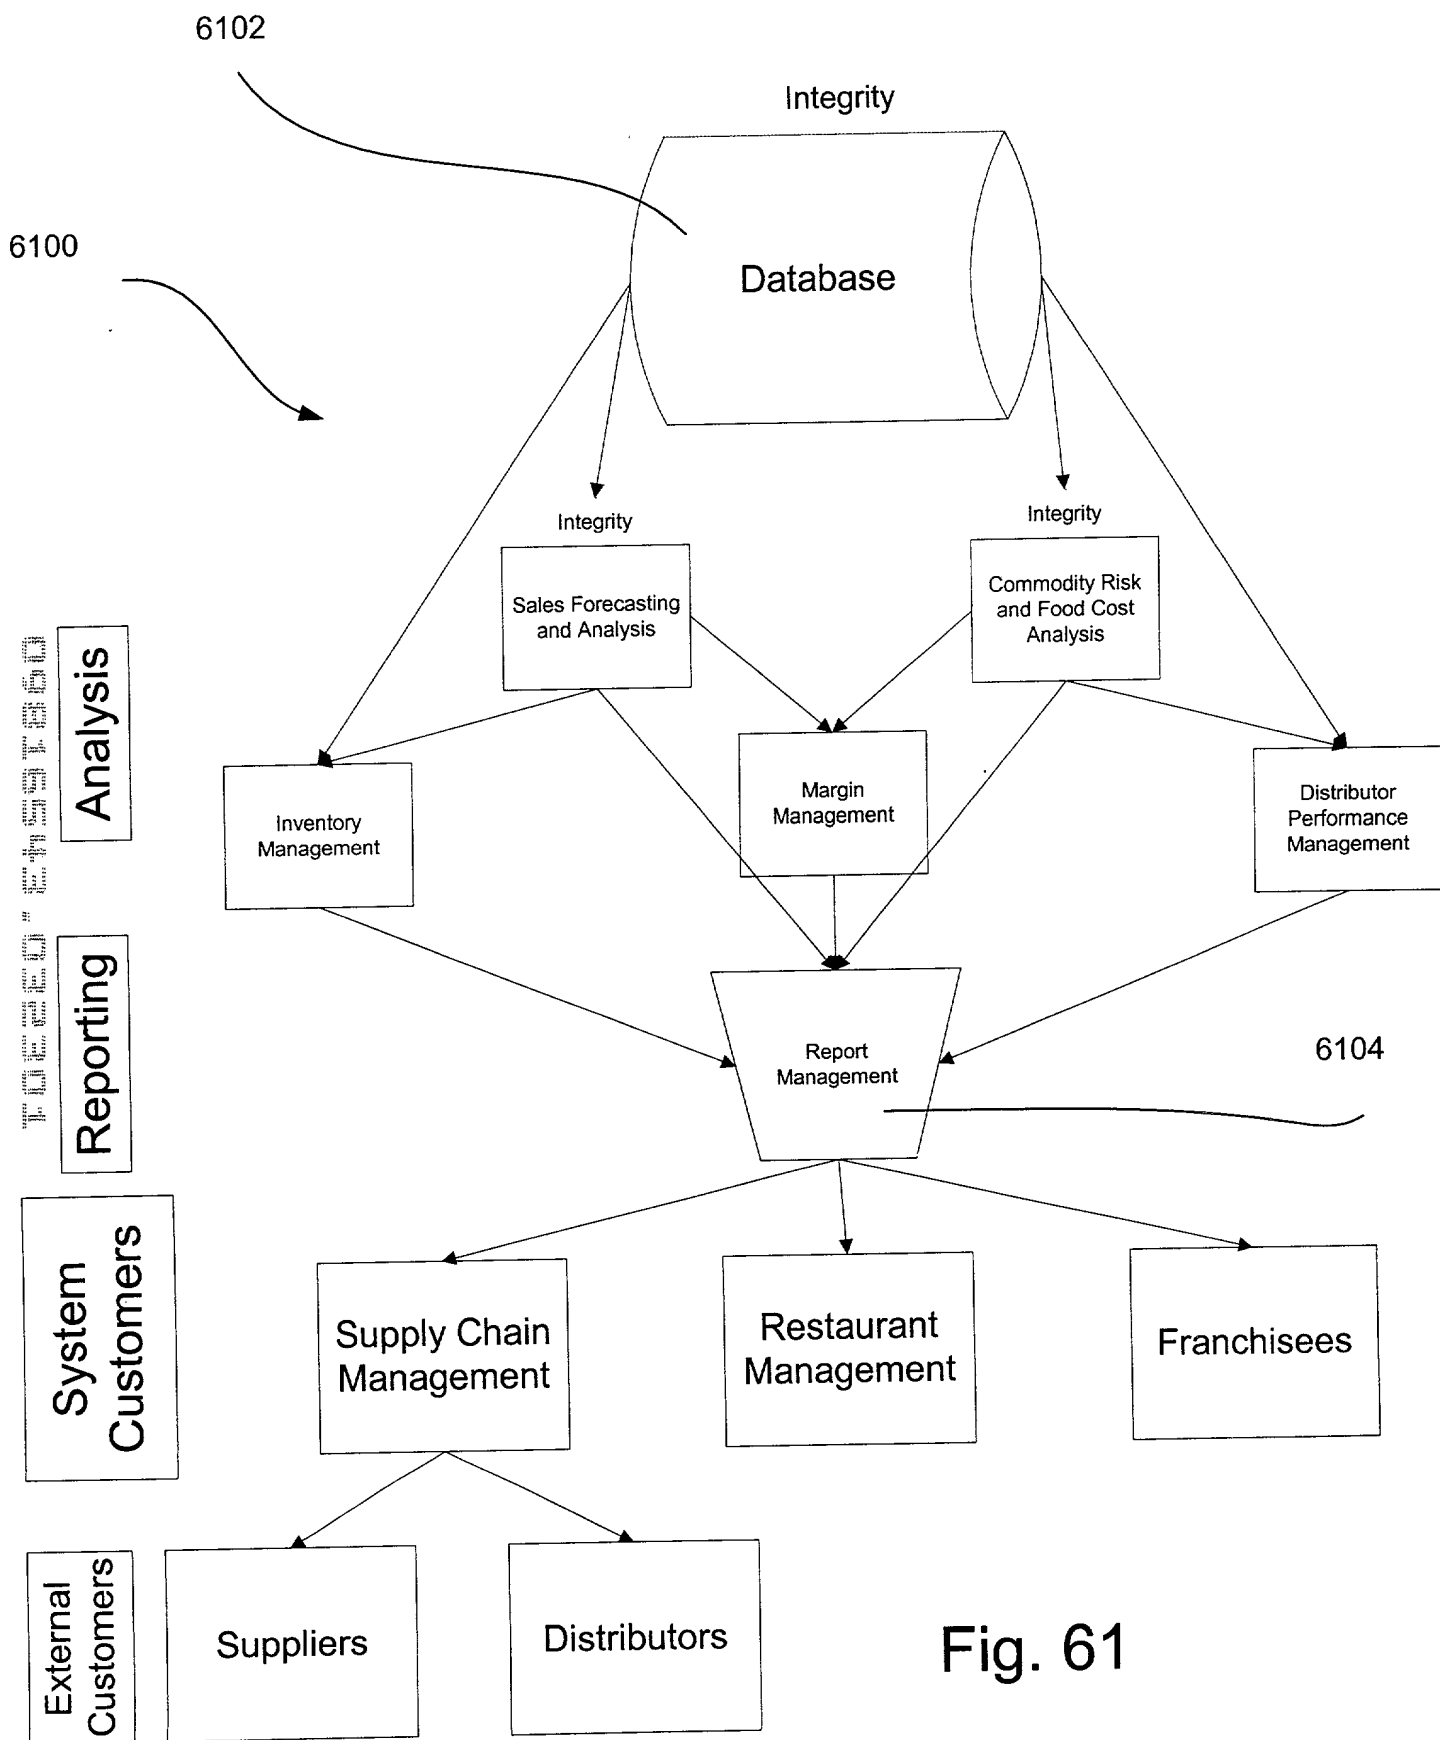 6102
Integrity
6100
Database
Integrity
Integrity
Sales Forecasting
and Analysis
Commodity Risk
and Food Cost
Analysis
Analysis
Inventory
Management
Margin
Management
Distributor
Performance
Management
Reporting
Report
Management
6104
System
Customers
Supply Chain
Management
Restaurant
Management
Franchisees
External
Customers
Suppliers
Distributors
Fig. 61